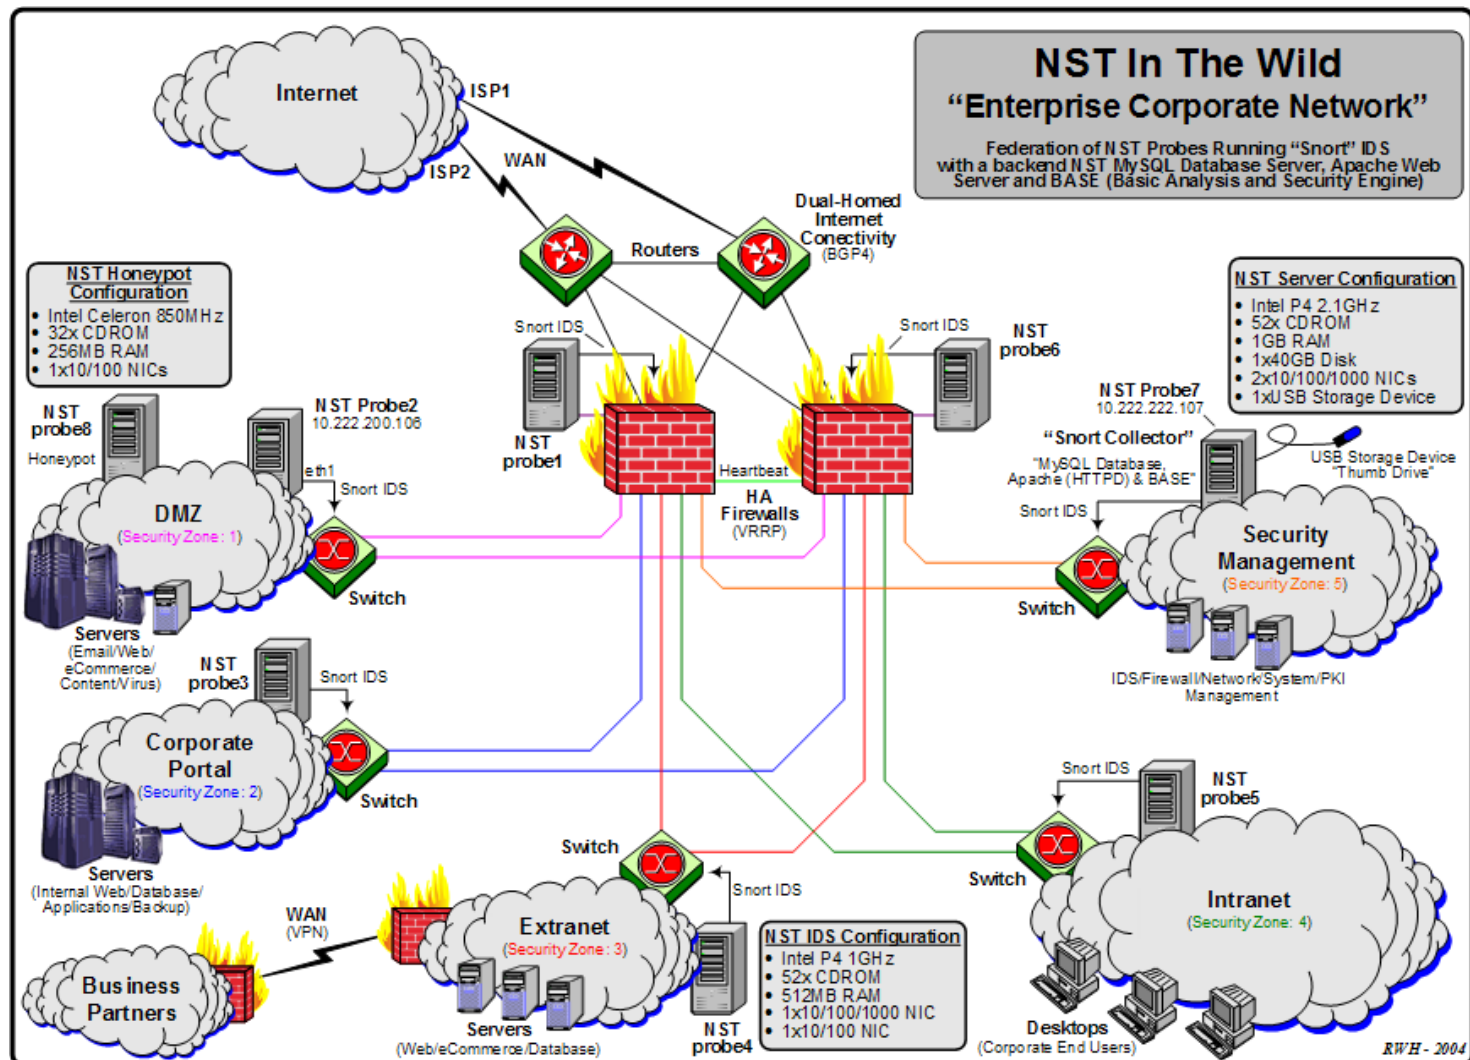 NST In The Wild
“Enterprise Corporate Network”
Federation of NST Probes Running “Snort” IDS
with a backend NST MySQL Database Server, Apache Web
Server and BASE (Basic Analysis and Security Engine)
Internet
ISP1
ISP2
WAN
Dual-Homed
Internet
Conectivity
(BGP4)
Routers
NST Honeypot
Configuration
• Intel Celeron 850MHz
• 32x CDROM
• 256MB RAM
• 1x10/100 NICs
NST Server Configuration
• Intel P4 2.1GHz
• 52x CDROM
• 1GB RAM
• 1x40GB Disk
• 2x10/100/1000 NICs
• 1xUSB Storage Device
Snort IDS
NST
probe1
Snort IDS
NST
probe6
NST
probe8
Honeypot
NST Probe2
10.222.200.106
eth1
Snort IDS
DMZ
(Security Zone: 1)
Switch
Servers
(Email/Web/
eCommerce/
Content/Virus)
Heartbeat
HA
Firewalls
(VRRP)
NST Probe7
10.222.222.107
“Snort Collector”
"MySQL Database,
Apache (HTTPD) & BASE"
USB Storage Device
"Thumb Drive"
Snort IDS
Security
Management
(Security Zone: 5)
Switch
IDS/Firewall/Network/System/PKI
Management
NST
probe3
Snort IDS
Corporate
Portal
(Security Zone: 2)
Switch
Servers
(Internal Web/Database/
Applications/Backup)
Snort IDS
NST
probe5
Switch
Intranet
(Security Zone: 4)
Desktops
(Corporate End Users)
Switch
Snort IDS
Extranet
(Security Zone: 3)
NST
probe4
Servers
(Web/eCommerce/Database)
WAN
(VPN)
Business
Partners
NST IDS Configuration
• Intel P4 1GHz
• 52x CDROM
• 512MB RAM
• 1x10/100/1000 NIC
• 1x10/100 NIC
RWH - 2004